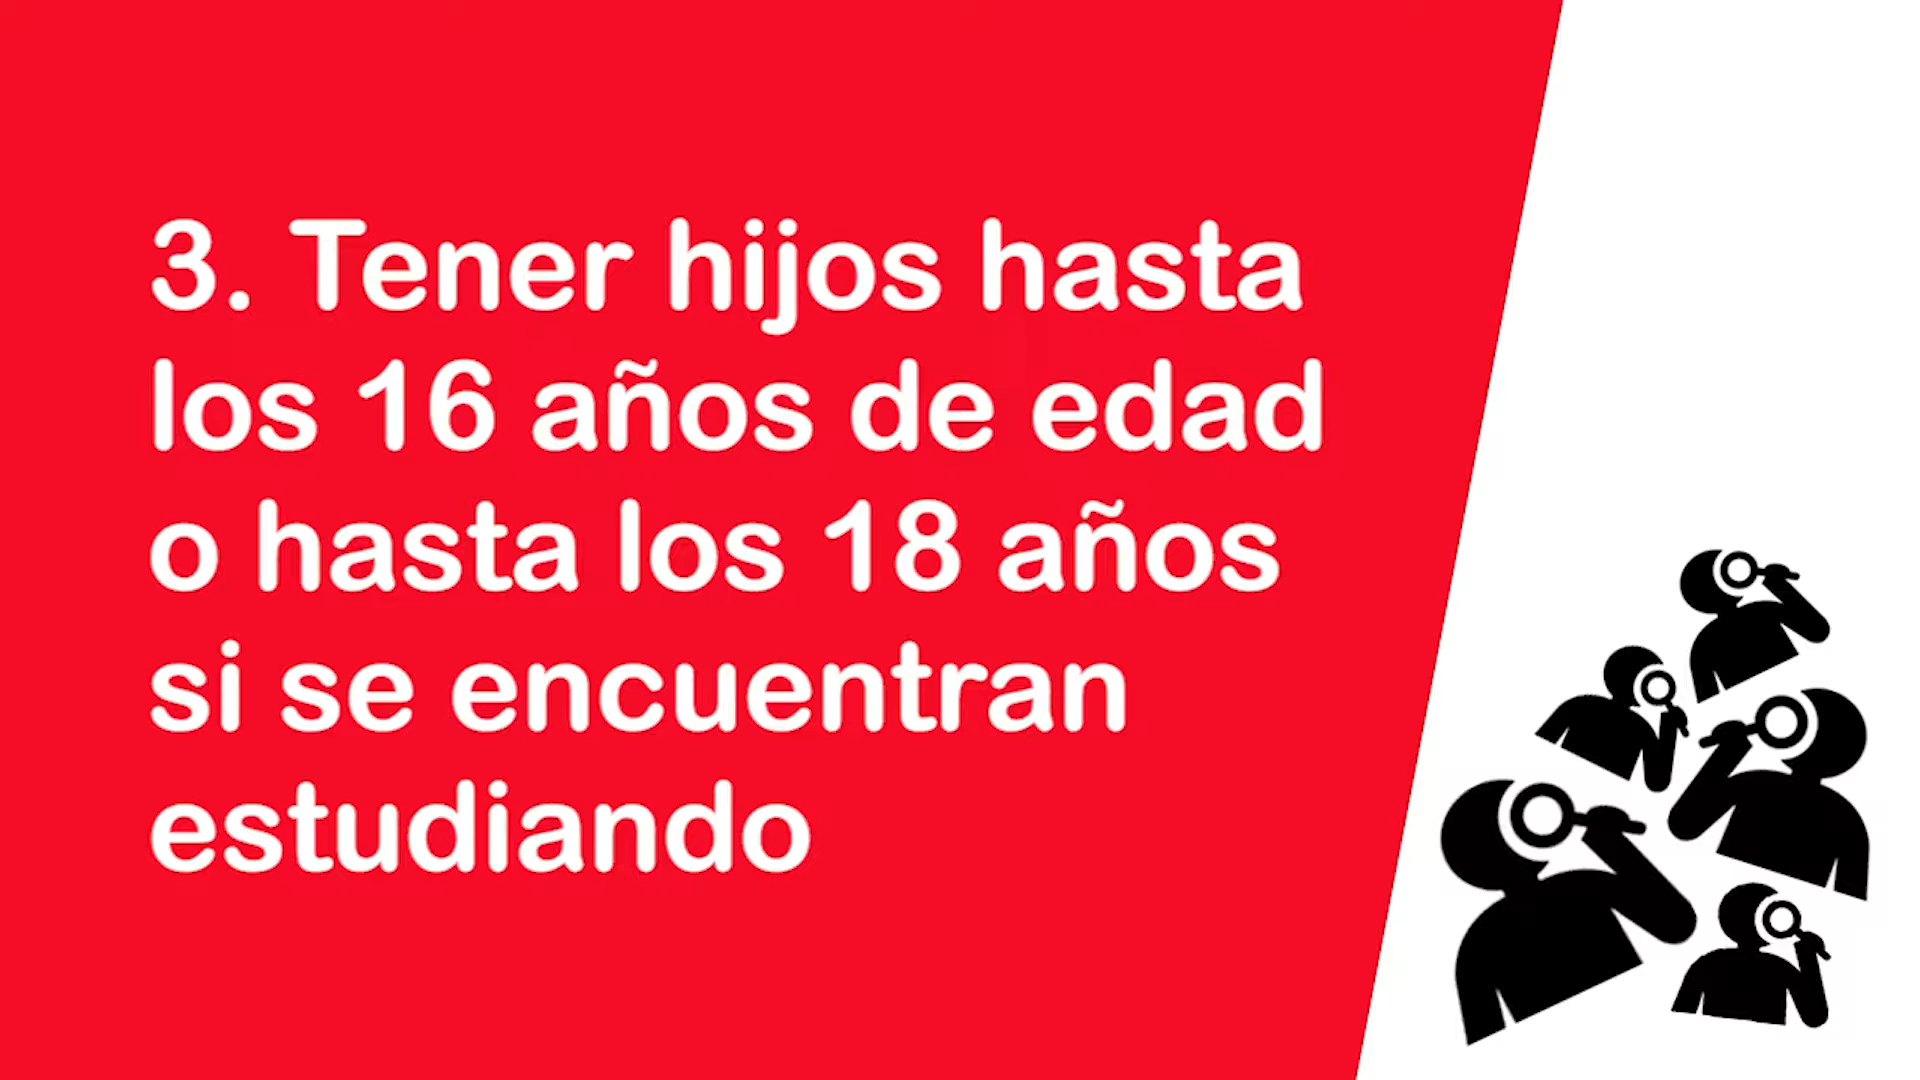 3. Tener hijos hasta
los 16 años de edad
o hasta los 18 años
si se encuentran
estudiando